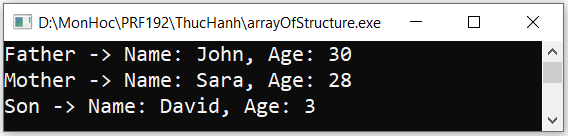 D:\MonHoc\PRF192\ThucHanh\arrayOfStructure.exe
Father -> Name: John, Age: 30
Mother -> Name: Sara, Age: 28
Son -> Name: David, Age: 3